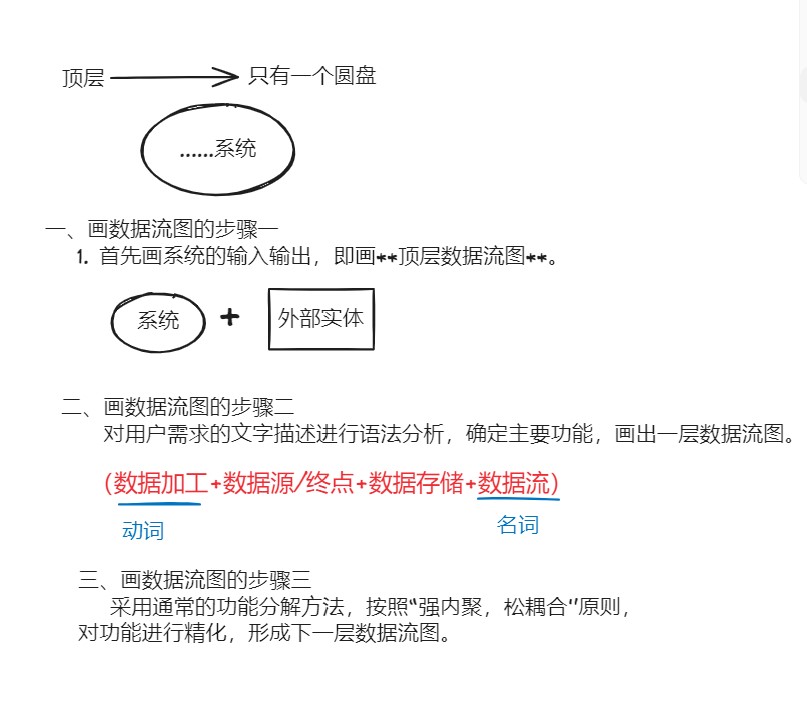 顶层 只有一个圆盘
......系统
一、画数据流图的步骤一
1. 首先画系统的输入输出，即画**顶层数据流图**。
系统 + 外部实体
二、画数据流图的步骤二
对用户需求的文字描述进行语法分析，确定主要功能，画出一层数据流图。
(数据加工+数据源/终点+数据存储+数据流)
动词 名词
三、画数据流图的步骤三
采用通常的功能分解方法，按照“强内聚，松耦合”原则，
对功能进行精化，形成下一层数据流图。